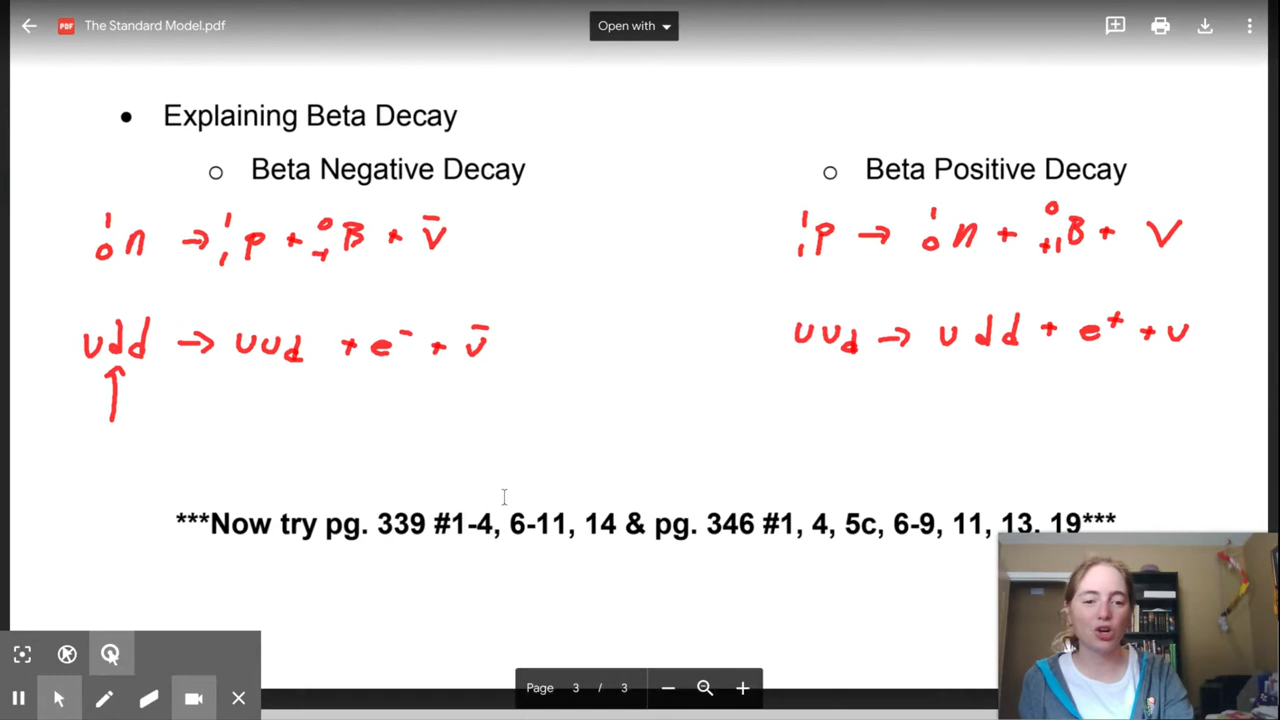 The Standard Model.pdf
Open with
• Explaining Beta Decay
○ Beta Negative Decay
○ Beta Positive Decay
¹₀n → ¹₁p + ⁰₋₁B + v̄
¹₁p → ¹₀n + ⁰₊₁B + v
udd → uud + e⁻ + v̄
uud → udd + e⁺ + v
***Now try pg. 339 #1-4, 6-11, 14 & pg. 346 #1, 4, 5c, 6-9, 11, 13, 19***
Page 3 / 3